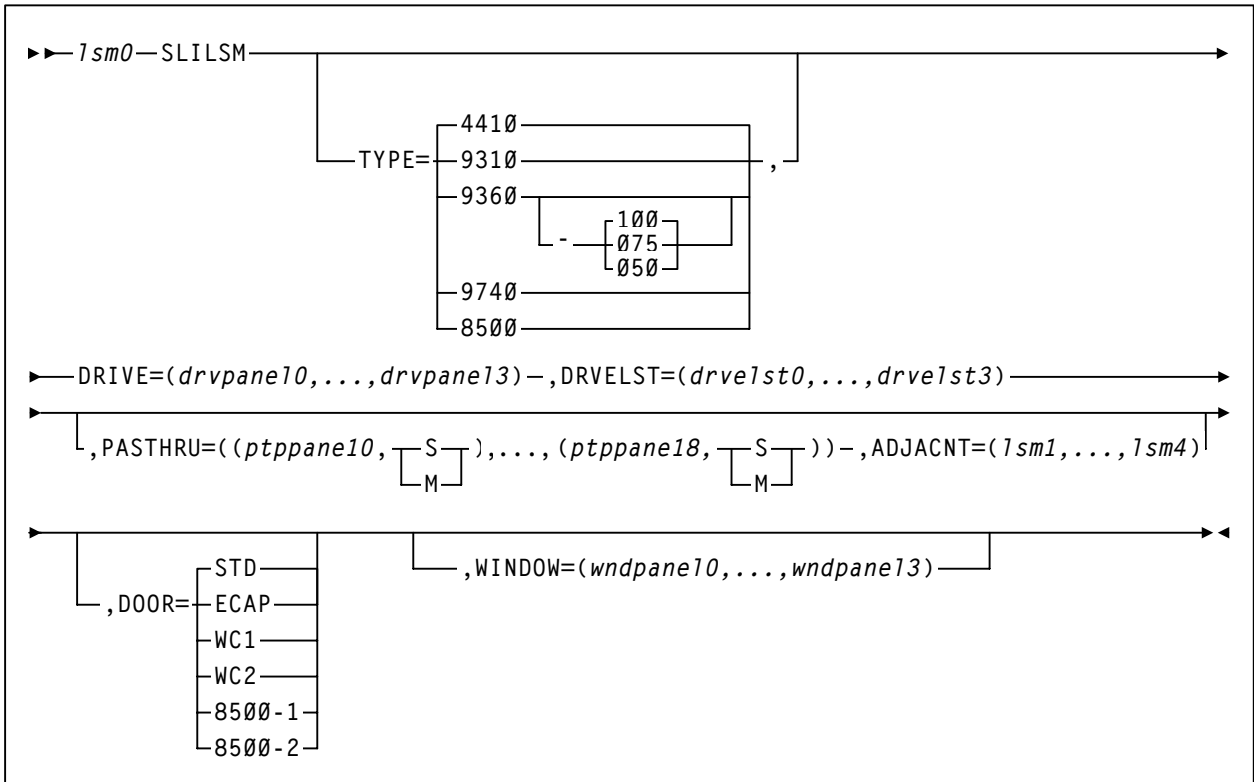 lsm0 SLILSM
TYPE= 4410 ,
9310
9360
- 100
075
050
9740
8500
DRIVE=(drvpanel0,...,drvpanel3) ,DRVELST=(drvelst0,...,drvelst3)
,PASTHRU=((ptppanel0, S ),...,(ptppanel8, S )) ,ADJACNT=(lsm1,...,lsm4)
M M
,DOOR= STD ,WINDOW=(wndpanel0,...,wndpanel3)
ECAP
WC1
WC2
8500-1
8500-2